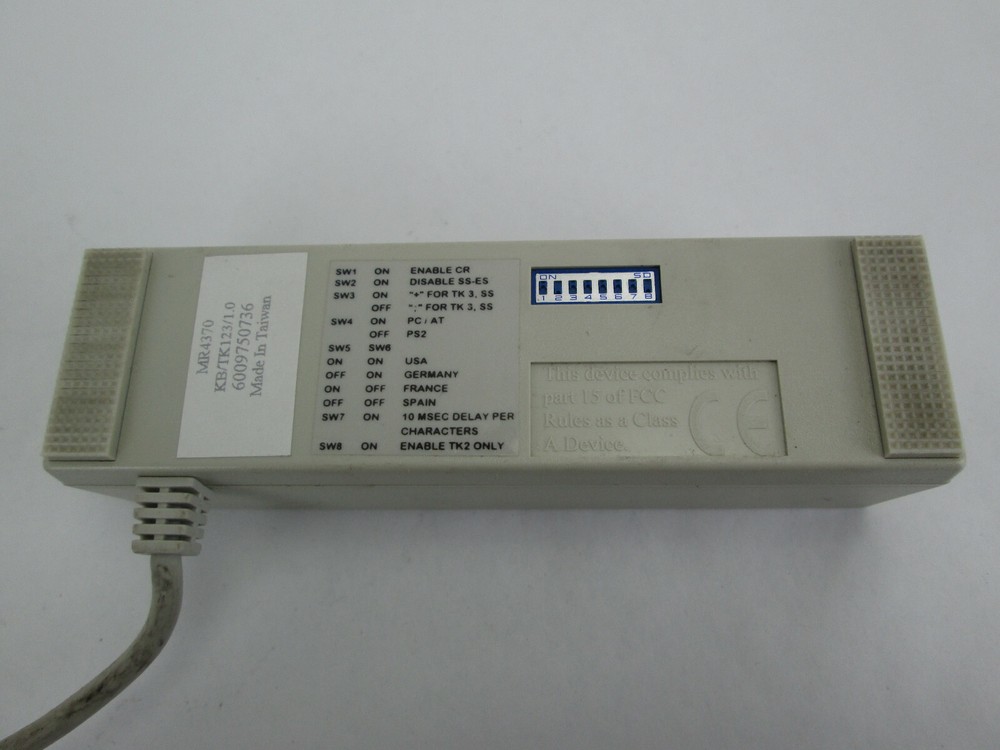 MR4370
KB/TK123/1.0
6009750736
Made In Taiwan
SW1 ON ENABLE CR
SW2 ON DISABLE SS-ES
SW3 ON "+" FOR TK 3, SS
OFF ";" FOR TK 3, SS
SW4 ON PC / AT
OFF PS2
SW5 SW6
ON ON USA
OFF ON GERMANY
ON OFF FRANCE
OFF OFF SPAIN
SW7 ON 10 MSEC DELAY PER
CHARACTERS
SW8 ON ENABLE TK2 ONLY
ON SD
1 2 3 4 5 6 7 8
This device complies with
part 15 of FCC
Rules as a Class
A Device.
CE